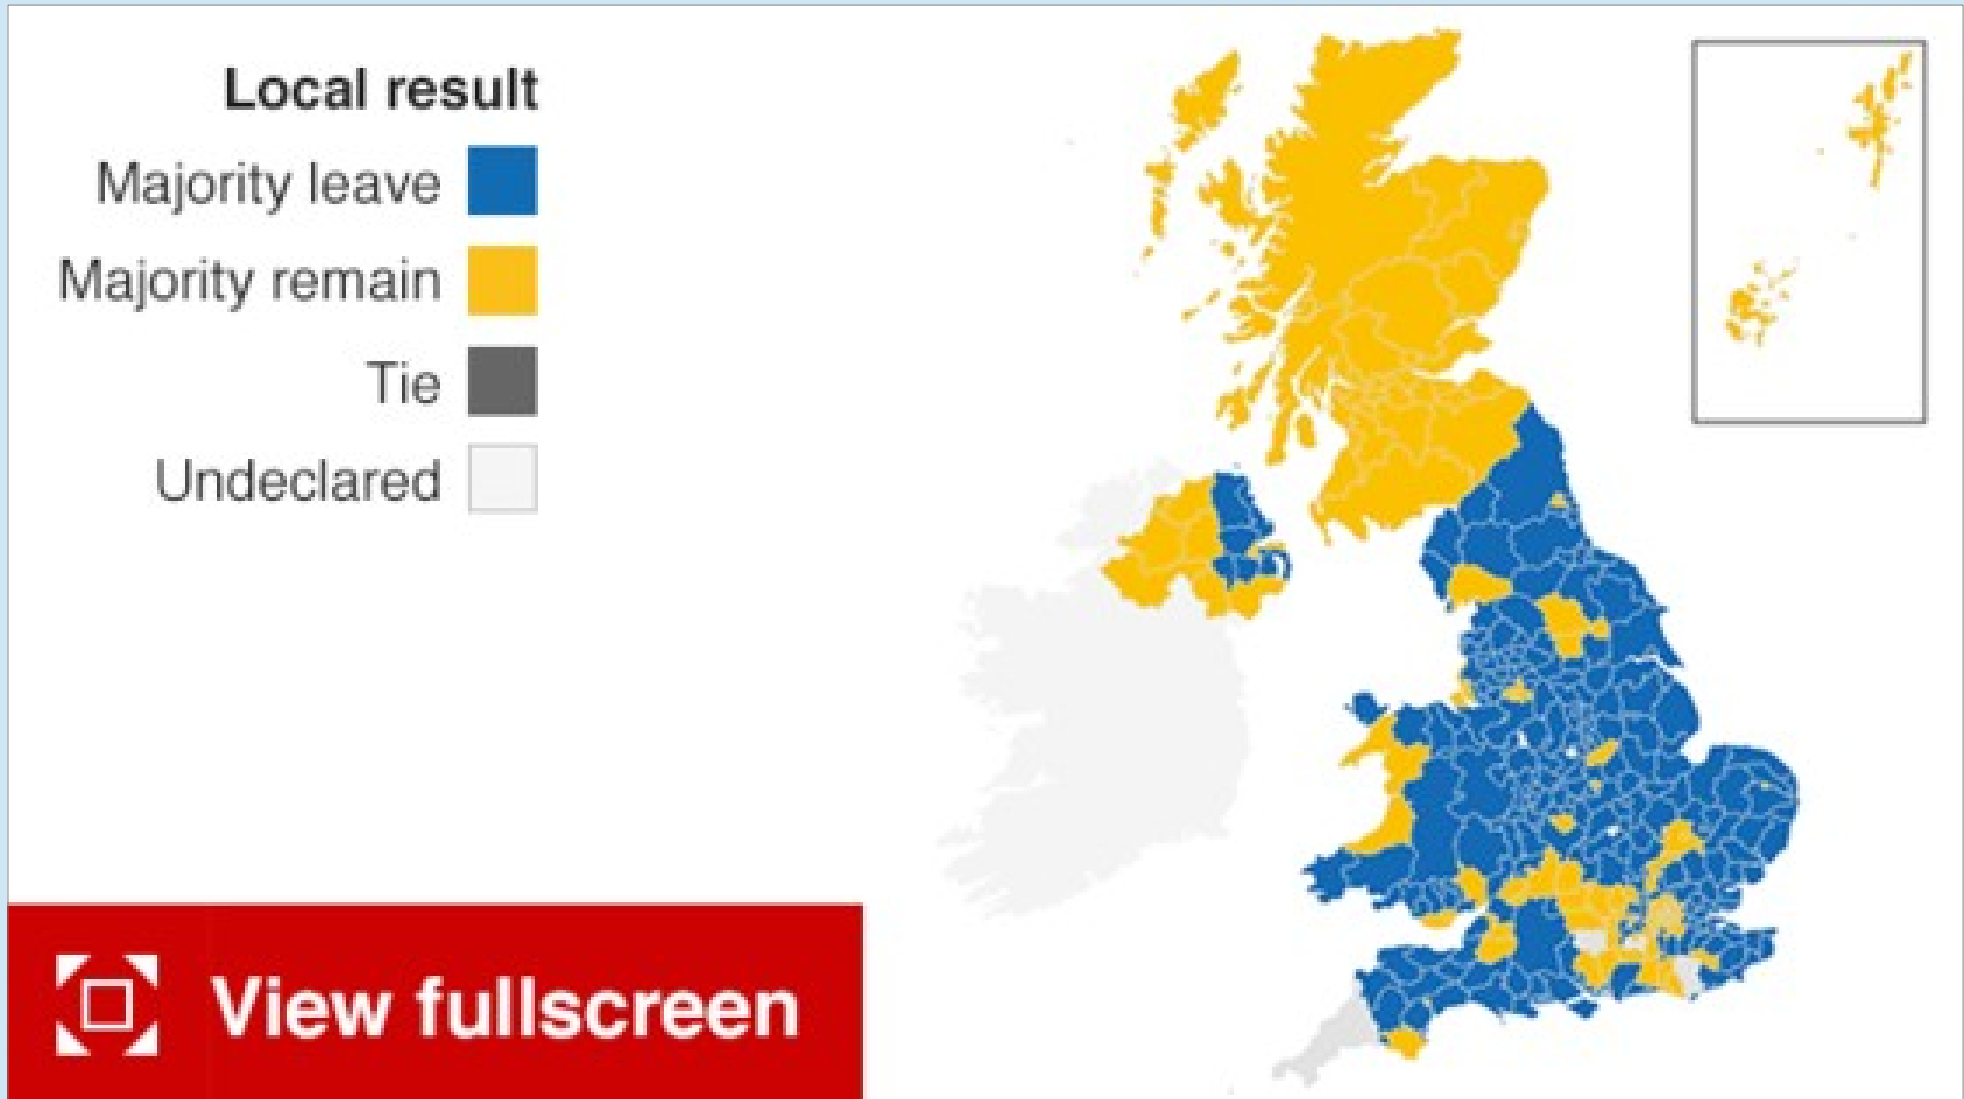 Local result
Majority leave
Majority remain
Tie
Undeclared
View fullscreen